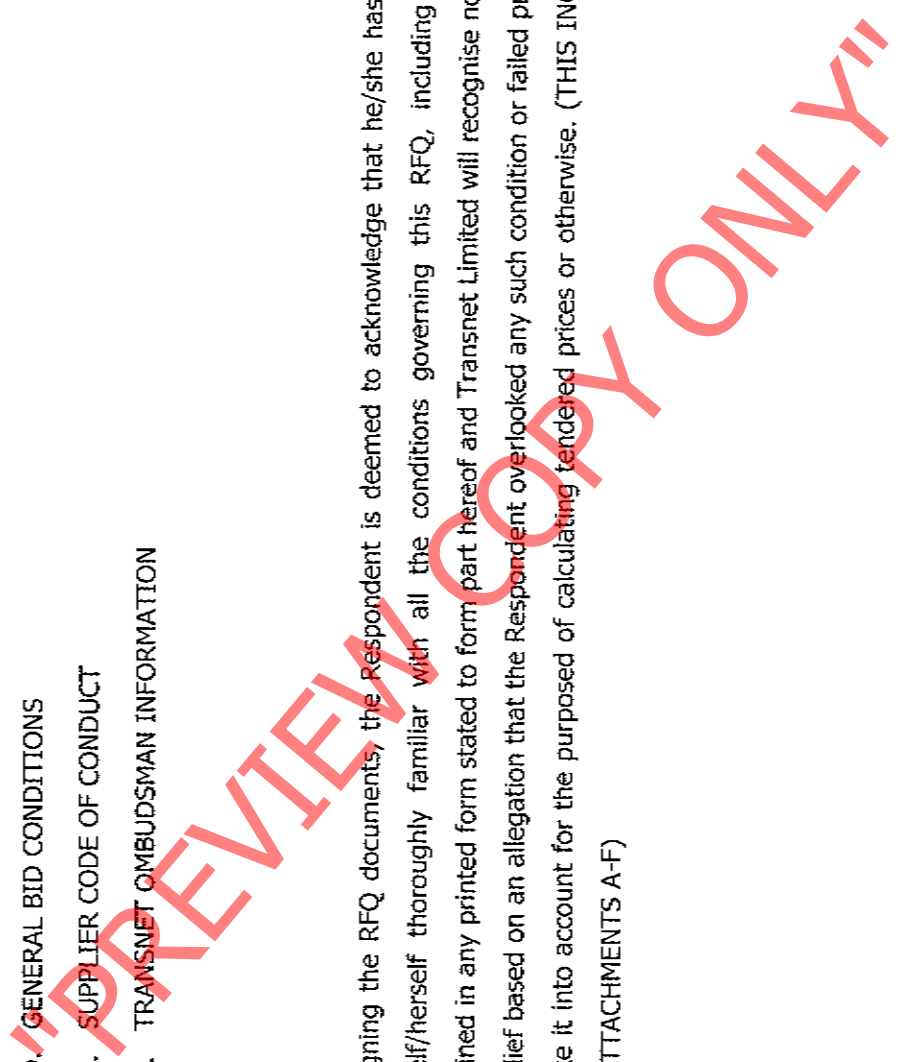 GENERAL BID CONDITIONS
SUPPLIER CODE OF CONDUCT
TRANSNET OMBUDSMAN INFORMATION
gning the RFQ documents, the Respondent is deemed to acknowledge that he/she has
elf/herself thoroughly familiar with all the conditions governing this RFQ, including
ined in any printed form stated to form part hereof and Transnet Limited will recognise no
lief based on an allegation that the Respondent overlooked any such condition or failed pr
e it into account for the purposed of calculating tendered prices or otherwise. (THIS INC
TTACHMENTS A-F)
"PREVIEW COPY ONLY"